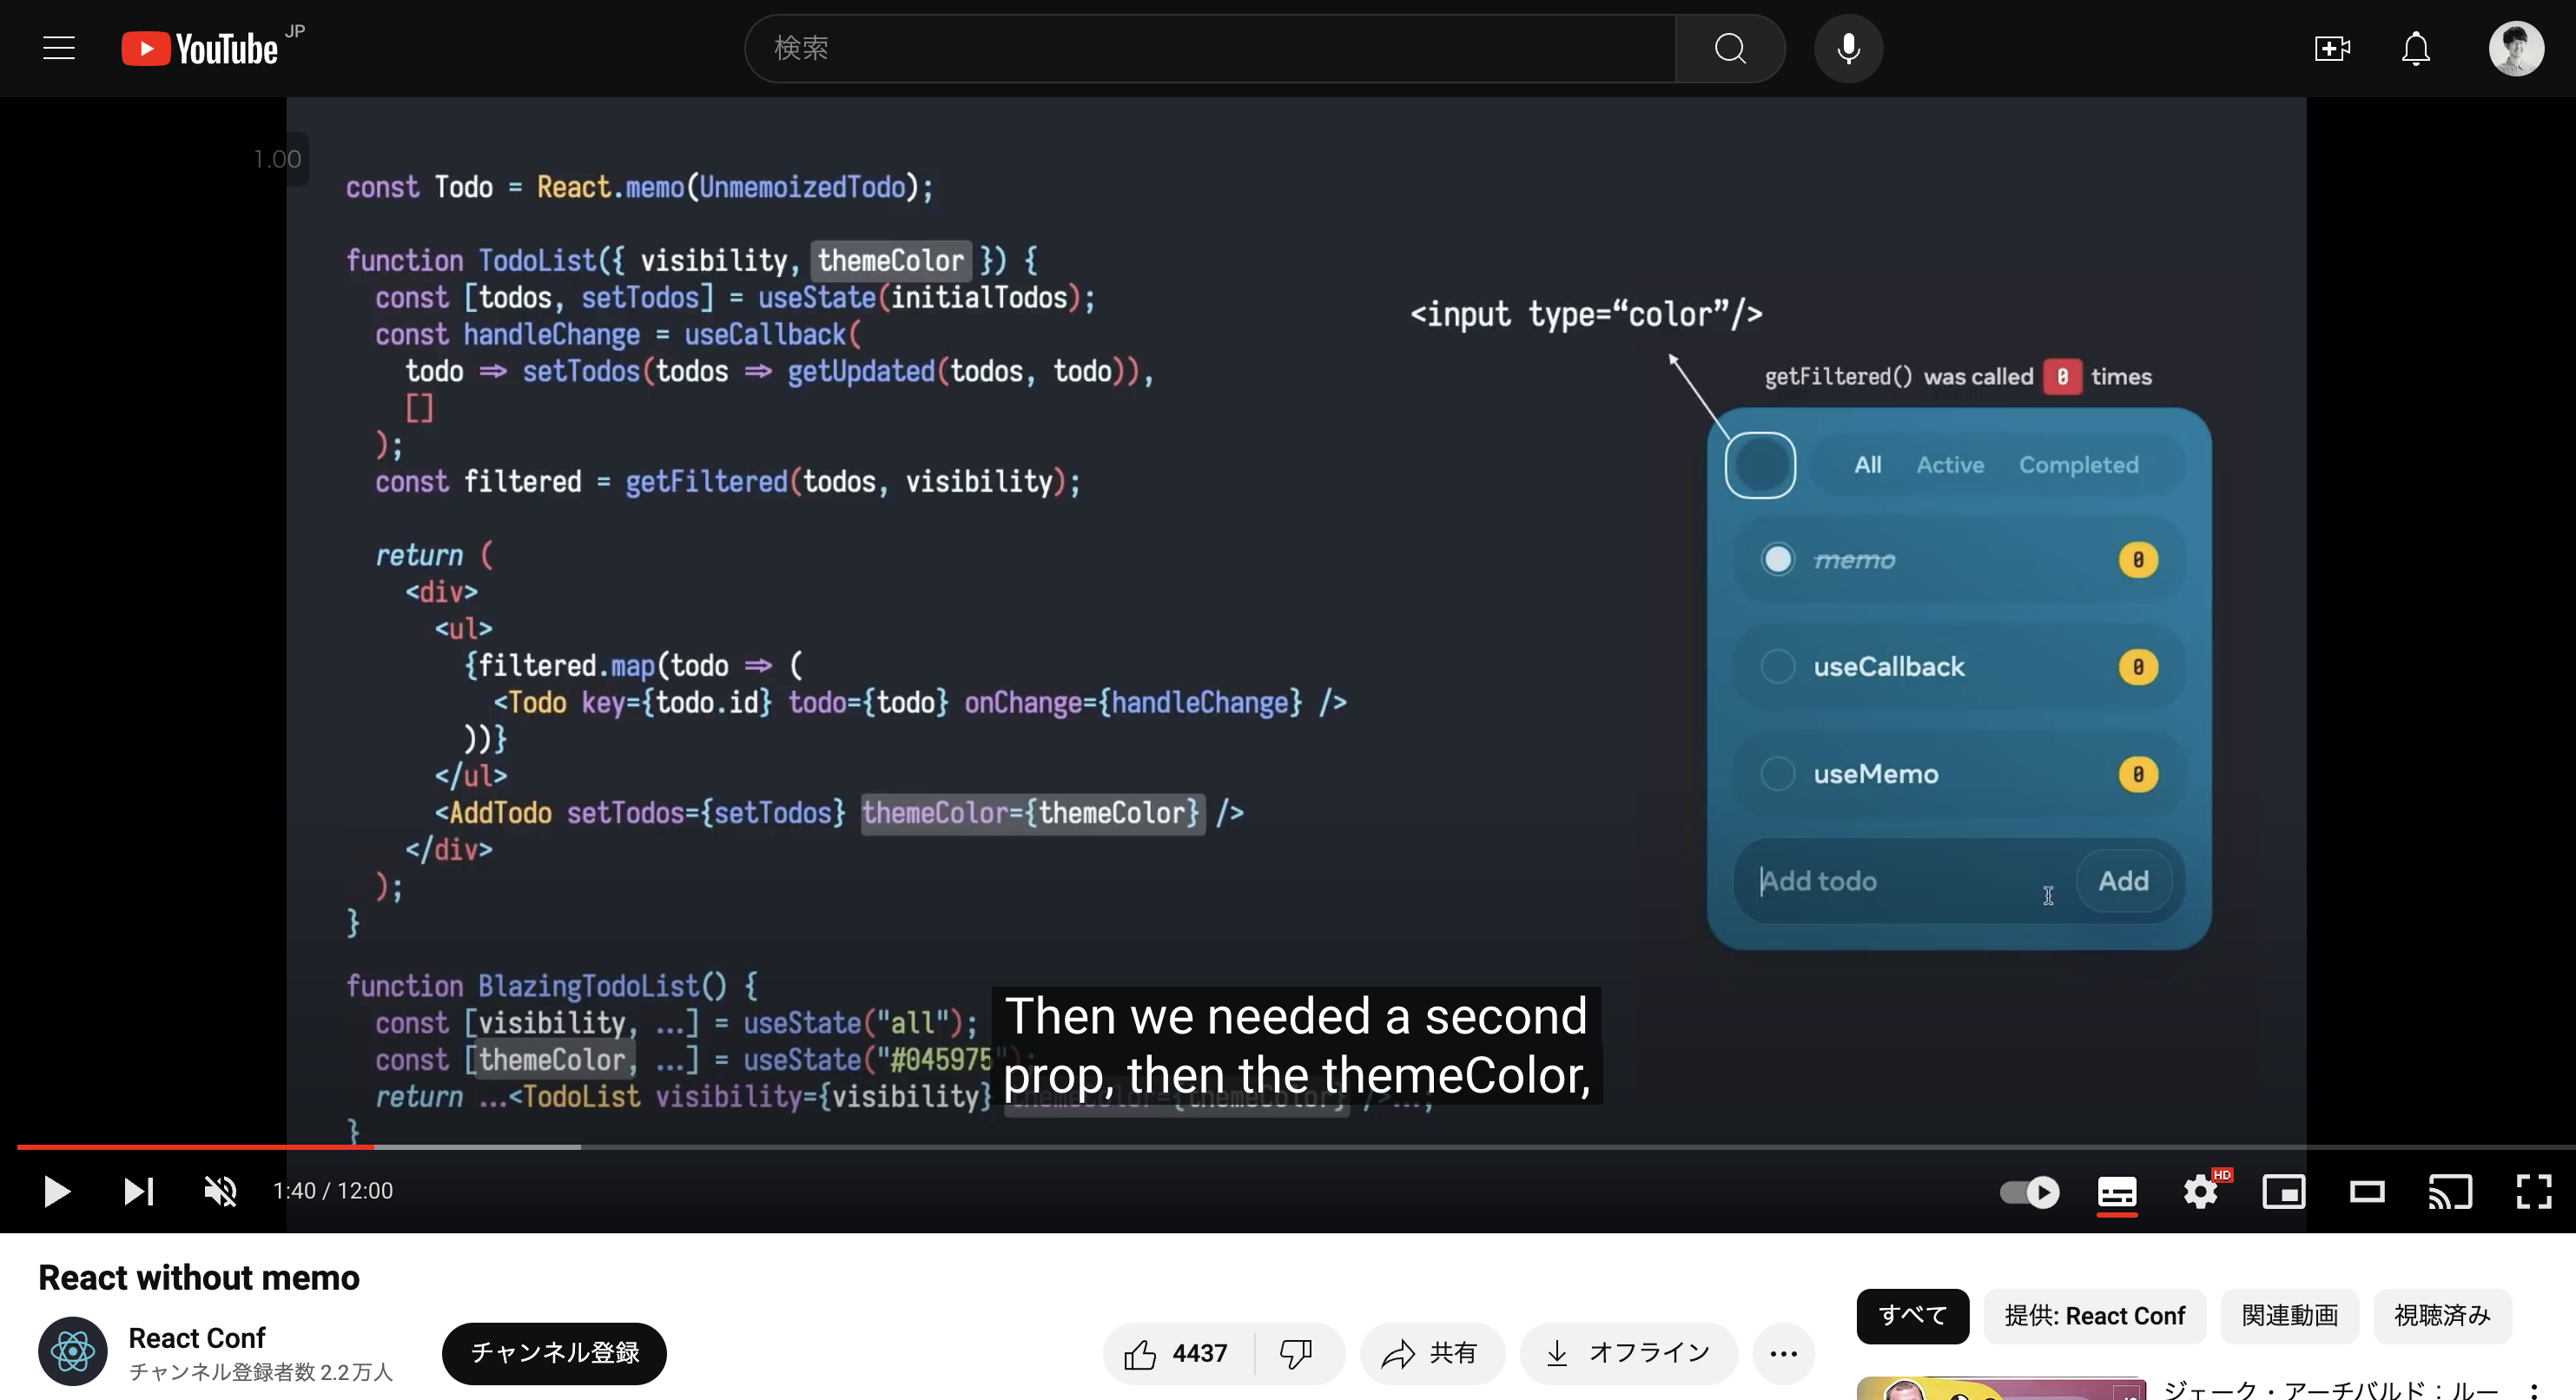 YouTube JP
検索
1.00
const Todo = React.memo(UnmemoizedTodo);
function TodoList({ visibility, themeColor }) {
const [todos, setTodos] = useState(initialTodos);
const handleChange = useCallback(
todo ⇒ setTodos(todos ⇒ getUpdated(todos, todo)),
[]
);
const filtered = getFiltered(todos, visibility);
return (
<div>
<ul>
{filtered.map(todo ⇒ (
<Todo key={todo.id} todo={todo} onChange={handleChange} />
))}
</ul>
<AddTodo setTodos={setTodos} themeColor={themeColor} />
</div>
);
}
function BlazingTodoList() {
const [visibility, ...] = useState("all");
const [themeColor, ...] = useState("#045975");
return ...<TodoList visibility={visibility} themeColor={themeColor} />...;
}
<input type=“color”/>
getFiltered() was called 0 times
All Active Completed
memo 0
useCallback 0
useMemo 0
Add todo Add
Then we needed a second
prop, then the themeColor,
1:40 / 12:00
HD
React without memo
React Conf
チャンネル登録者数 2.2万人
チャンネル登録
4437
共有
オフライン
すべて
提供: React Conf
関連動画
視聴済み
ジェーク・アーチバルド：ルー